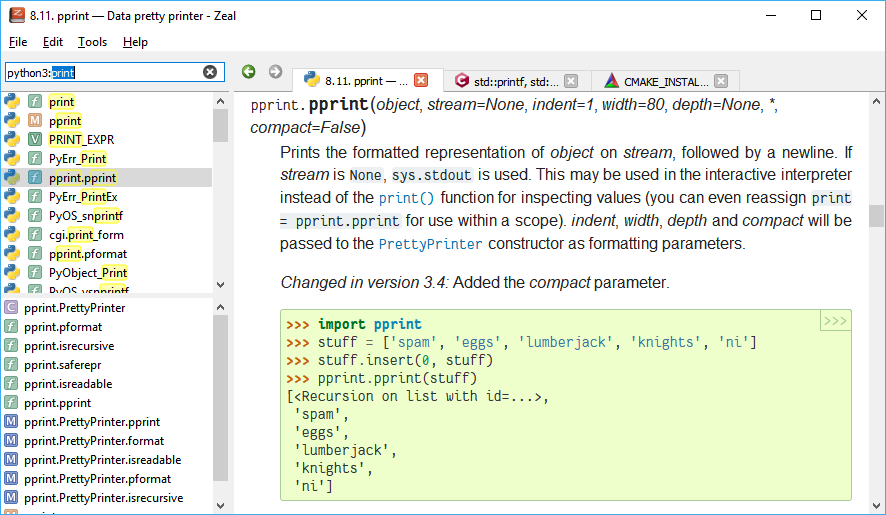 8.11. pprint — Data pretty printer - Zeal
File Edit Tools Help
python3:print
8.11. pprint — ...
std::printf, std:...
CMAKE_INSTAL...
print
pprint
PRINT_EXPR
PyErr_Print
pprint.pprint
PyErr_PrintEx
PyOS_snprintf
cgi.print_form
pprint.pformat
PyObject_Print
PyOS_vsnprintf
C pprint.PrettyPrinter
f pprint.pformat
f pprint.isrecursive
f pprint.saferepr
f pprint.isreadable
f pprint.pprint
M pprint.PrettyPrinter.pprint
M pprint.PrettyPrinter.format
M pprint.PrettyPrinter.isreadable
M pprint.PrettyPrinter.pformat
M pprint.PrettyPrinter.isrecursive
pprint.pprint(object, stream=None, indent=1, width=80, depth=None, *,
compact=False)
Prints the formatted representation of object on stream, followed by a newline. If
stream is None, sys.stdout is used. This may be used in the interactive interpreter
instead of the print() function for inspecting values (you can even reassign print
= pprint.pprint for use within a scope). indent, width, depth and compact will be
passed to the PrettyPrinter constructor as formatting parameters.
Changed in version 3.4: Added the compact parameter.
>>>
>>> import pprint
>>> stuff = ['spam', 'eggs', 'lumberjack', 'knights', 'ni']
>>> stuff.insert(0, stuff)
>>> pprint.pprint(stuff)
[<Recursion on list with id=...>,
 'spam',
 'eggs',
 'lumberjack',
 'knights',
 'ni']